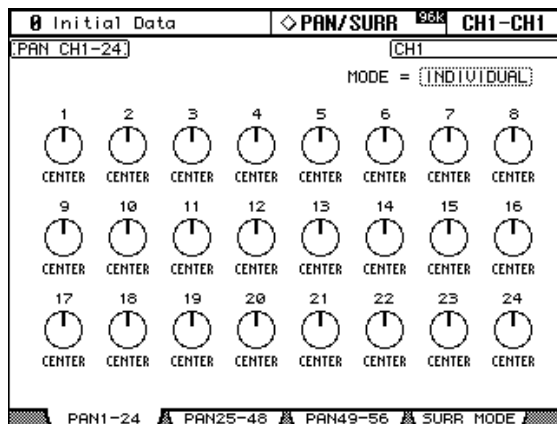 0 Initial Data ◇PAN/SURR 96k CH1-CH1
PAN CH1-24 CH1
MODE = INDIVIDUAL
1 2 3 4 5 6 7 8
CENTER CENTER CENTER CENTER CENTER CENTER CENTER CENTER
9 10 11 12 13 14 15 16
CENTER CENTER CENTER CENTER CENTER CENTER CENTER CENTER
17 18 19 20 21 22 23 24
CENTER CENTER CENTER CENTER CENTER CENTER CENTER CENTER
PAN1-24 PAN25-48 PAN49-56 SURR MODE